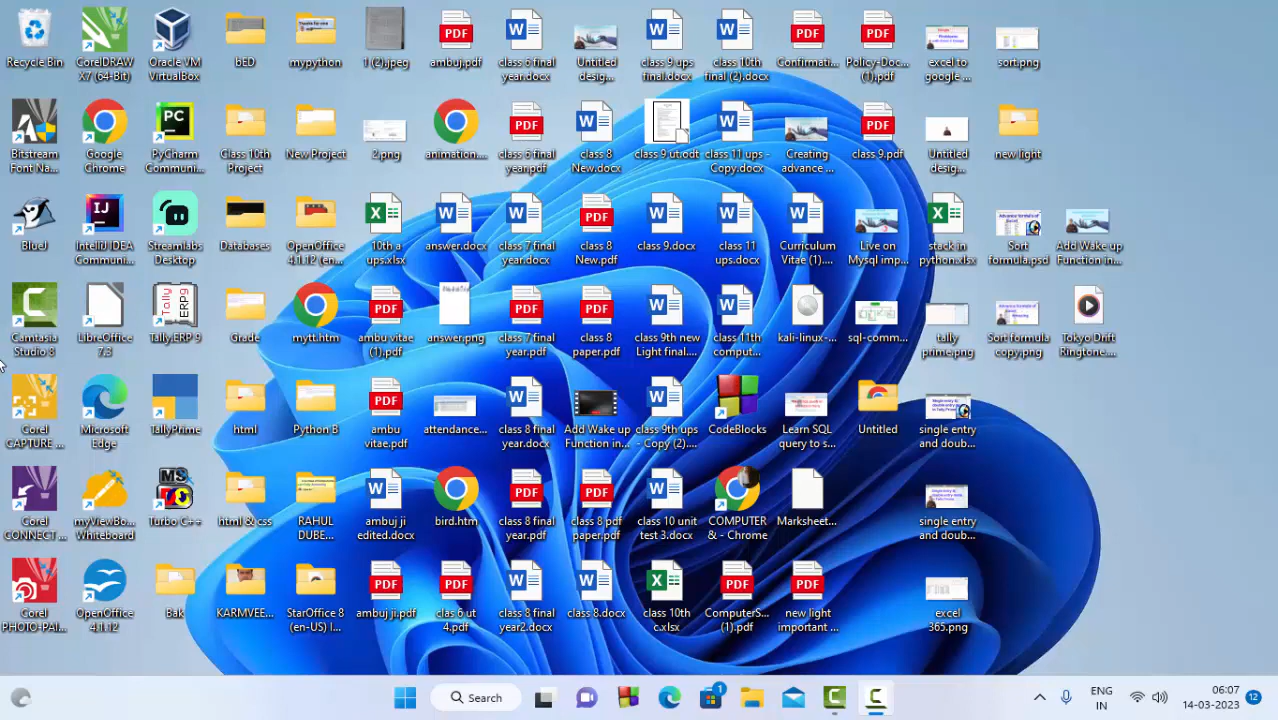 Recycle Bin
CorelDRAW
X7 (64-Bit)
Oracle VM
VirtualBox
bED
mypython
1 (2).jpeg
ambuj.pdf
class 6 final
year.docx
Untitled
desig...
class 9 ups
final.docx
class 10th
final (2).docx
Confirmati...
Policy-Doc...
(1).pdf
excel to
google ...
sort.png
Bitstream
Font Na...
Google
Chrome
PyCharm
Communi...
Class 10th
Project
New Project
2.png
animation....
class 6 final
year.pdf
class 8
New.docx
class 9 ut.odt
class 11 ups -
Copy.docx
Creating
advance ...
class 9.pdf
Untitled
desig...
new light
BlueJ
IntelliJ IDEA
Communi...
Streamlabs
Desktop
Databases
OpenOffice
4.1.12 (en...
10th a
ups.xlsx
answer.docx
class 7 final
year.docx
class 8
New.pdf
class 9.docx
class 11
ups.docx
Curriculum
Vitae (1)....
Live on
Mysql imp...
stack in
python.xlsx
Sort
formula.psd
Add Wake up
Function in...
Camtasia
Studio 8
LibreOffice
7.3
Tally.ERP 9
Grade
mytt.htm
ambu vitae
(1).pdf
answer.png
class 7 final
year.pdf
class 8
paper.pdf
class 9th new
Light final....
class 11th
comput...
kali-linux-...
sql-comm...
tally
prime.png
Sort formula
copy.png
Tokyo Drift
Ringtone....
Corel
CAPTURE ...
Microsoft
Edge
TallyPrime
html
Python B
ambu
vitae.pdf
attendance...
class 8 final
year.docx
Add Wake up
Function in...
class 9th ups
- Copy (2)....
CodeBlocks
Learn SQL
query to s...
Untitled
single entry
and doub...
Corel
CONNECT ...
myViewBo...
Whiteboard
Turbo C++
html & css
RAHUL
DUBE...
ambuj ji
edited.docx
bird.htm
class 8 final
year.pdf
class 8 pdf
paper.pdf
class 10 unit
test 3.docx
COMPUTER
& - Chrome
Marksheet...
single entry
and doub...
Corel
PHOTO-PAI...
OpenOffice
4.1.12
Bak
KARMVEE...
StarOffice 8
(en-US) I...
ambuj ji.pdf
clas 6 ut
4.pdf
class 8 final
year2.docx
class 8.docx
class 10th
c.xlsx
ComputerS...
(1).pdf
new light
important ...
excel
365.png
Search
1
ENG
IN
09:07
14-03-2023
12